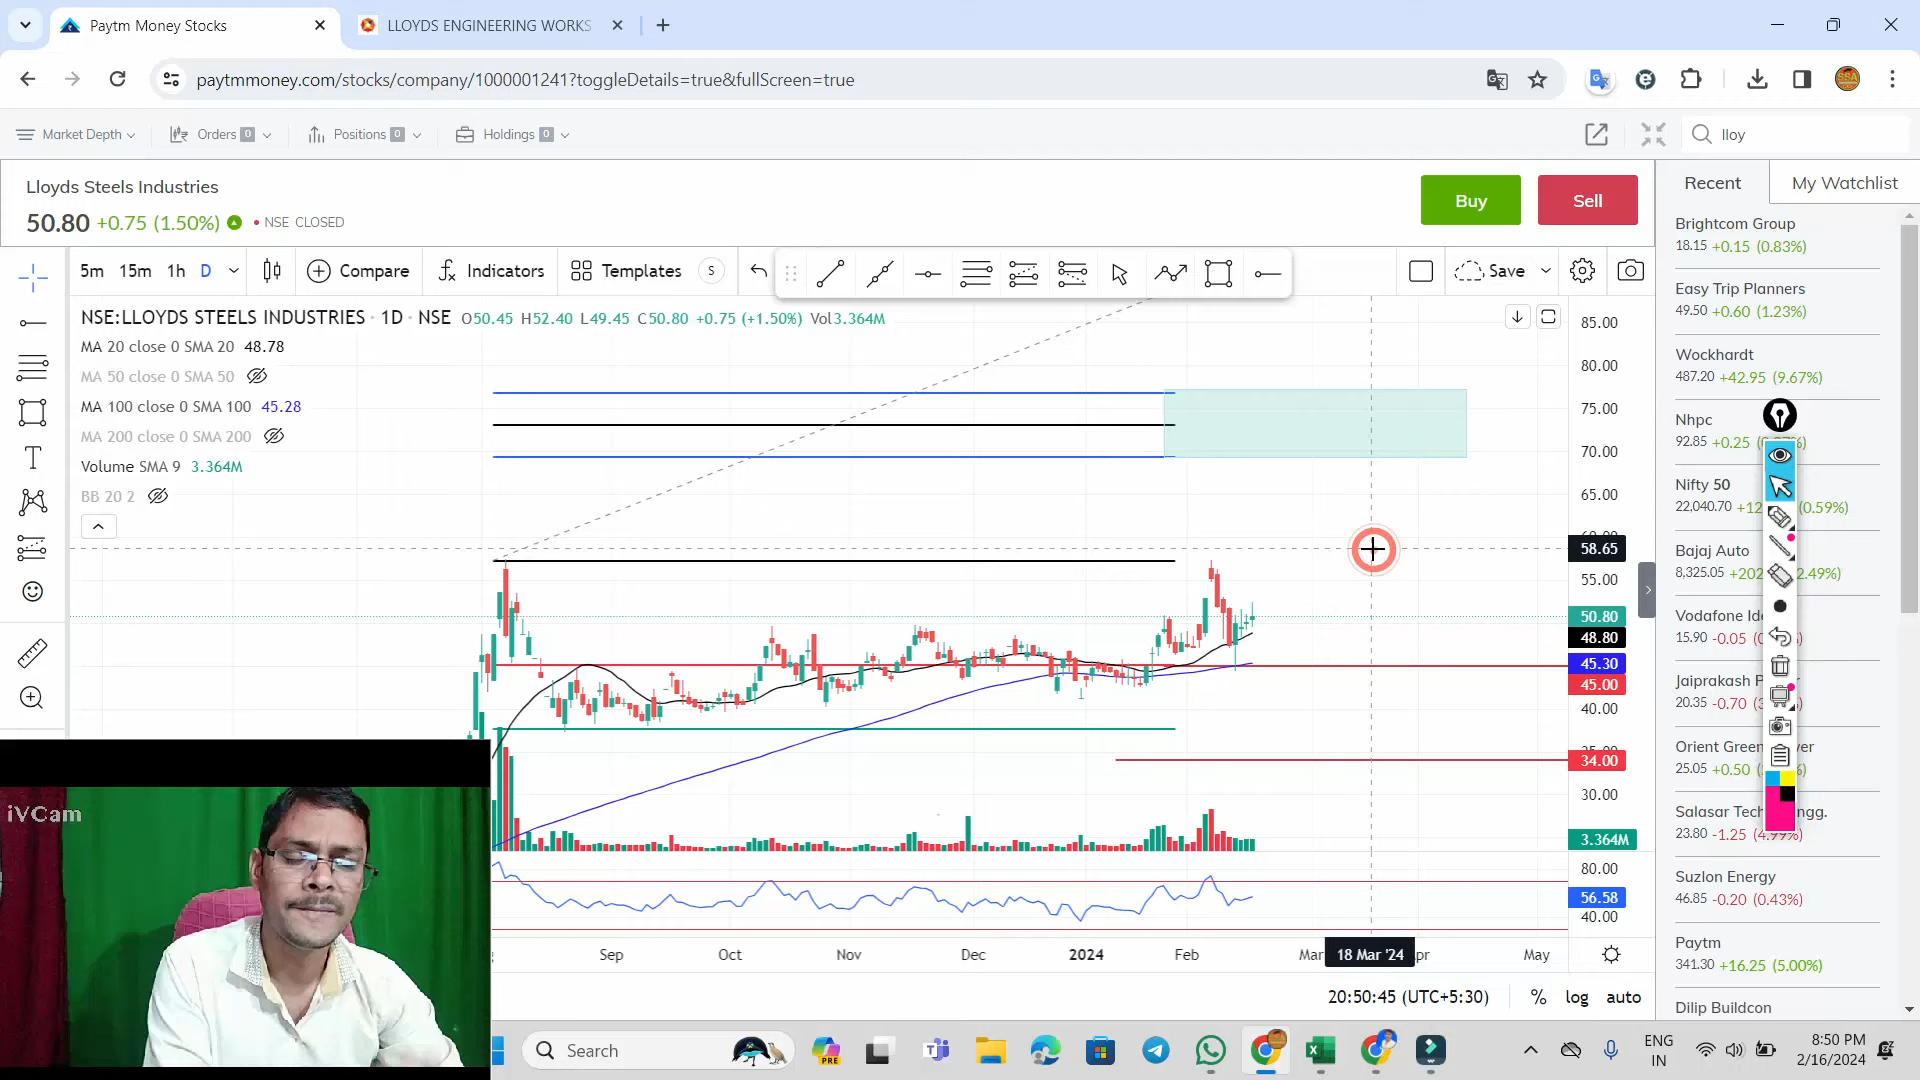 Paytm Money Stocks
LLOYDS ENGINEERING WORKS
paytmmoney.com/stocks/company/1000001241?toggleDetails=true&fullScreen=true
Market Depth
Orders 0
Positions 0
Holdings 0
lloy
Lloyds Steels Industries
50.80 +0.75 (1.50%) • NSE CLOSED
Buy
Sell
Recent
My Watchlist
5m 15m 1h D
Compare
Indicators
Templates S
Save
NSE:LLOYDS STEELS INDUSTRIES · 1D · NSE O50.45 H52.40 L49.45 C50.80 +0.75 (+1.50%) Vol3.364M
MA 20 close 0 SMA 20 48.78
MA 50 close 0 SMA 50
MA 100 close 0 SMA 100 45.28
MA 200 close 0 SMA 200
Volume SMA 9 3.364M
BB 20 2
85.00
80.00
75.00
70.00
65.00
58.65
55.00
50.80
48.80
45.30
45.00
40.00
34.00
30.00
3.364M
80.00
56.58
40.00
Sep Oct Nov Dec 2024 Feb Mar 18 Mar '24 May
20:50:45 (UTC+5:30) % log auto
Brightcom Group
18.15 +0.15 (0.83%)
Easy Trip Planners
49.50 +0.60 (1.23%)
Wockhardt
487.20 +42.95 (9.67%)
Nhpc
92.85 +0.25
Nifty 50
22,040.70 (0.59%)
Bajaj Auto
8,325.05 2.49%)
Vodafone
15.90 -0.05
Jaiprakash
20.35 -0.70
Orient Green
25.05 +0.50
Salasar
23.80 -1.25 (4.99%)
Suzlon Energy
46.85 -0.20 (0.43%)
Paytm
341.30 +16.25 (5.00%)
Dilip Buildcon
iVCam
Search
PRE
ENG
IN
8:50 PM
2/16/2024